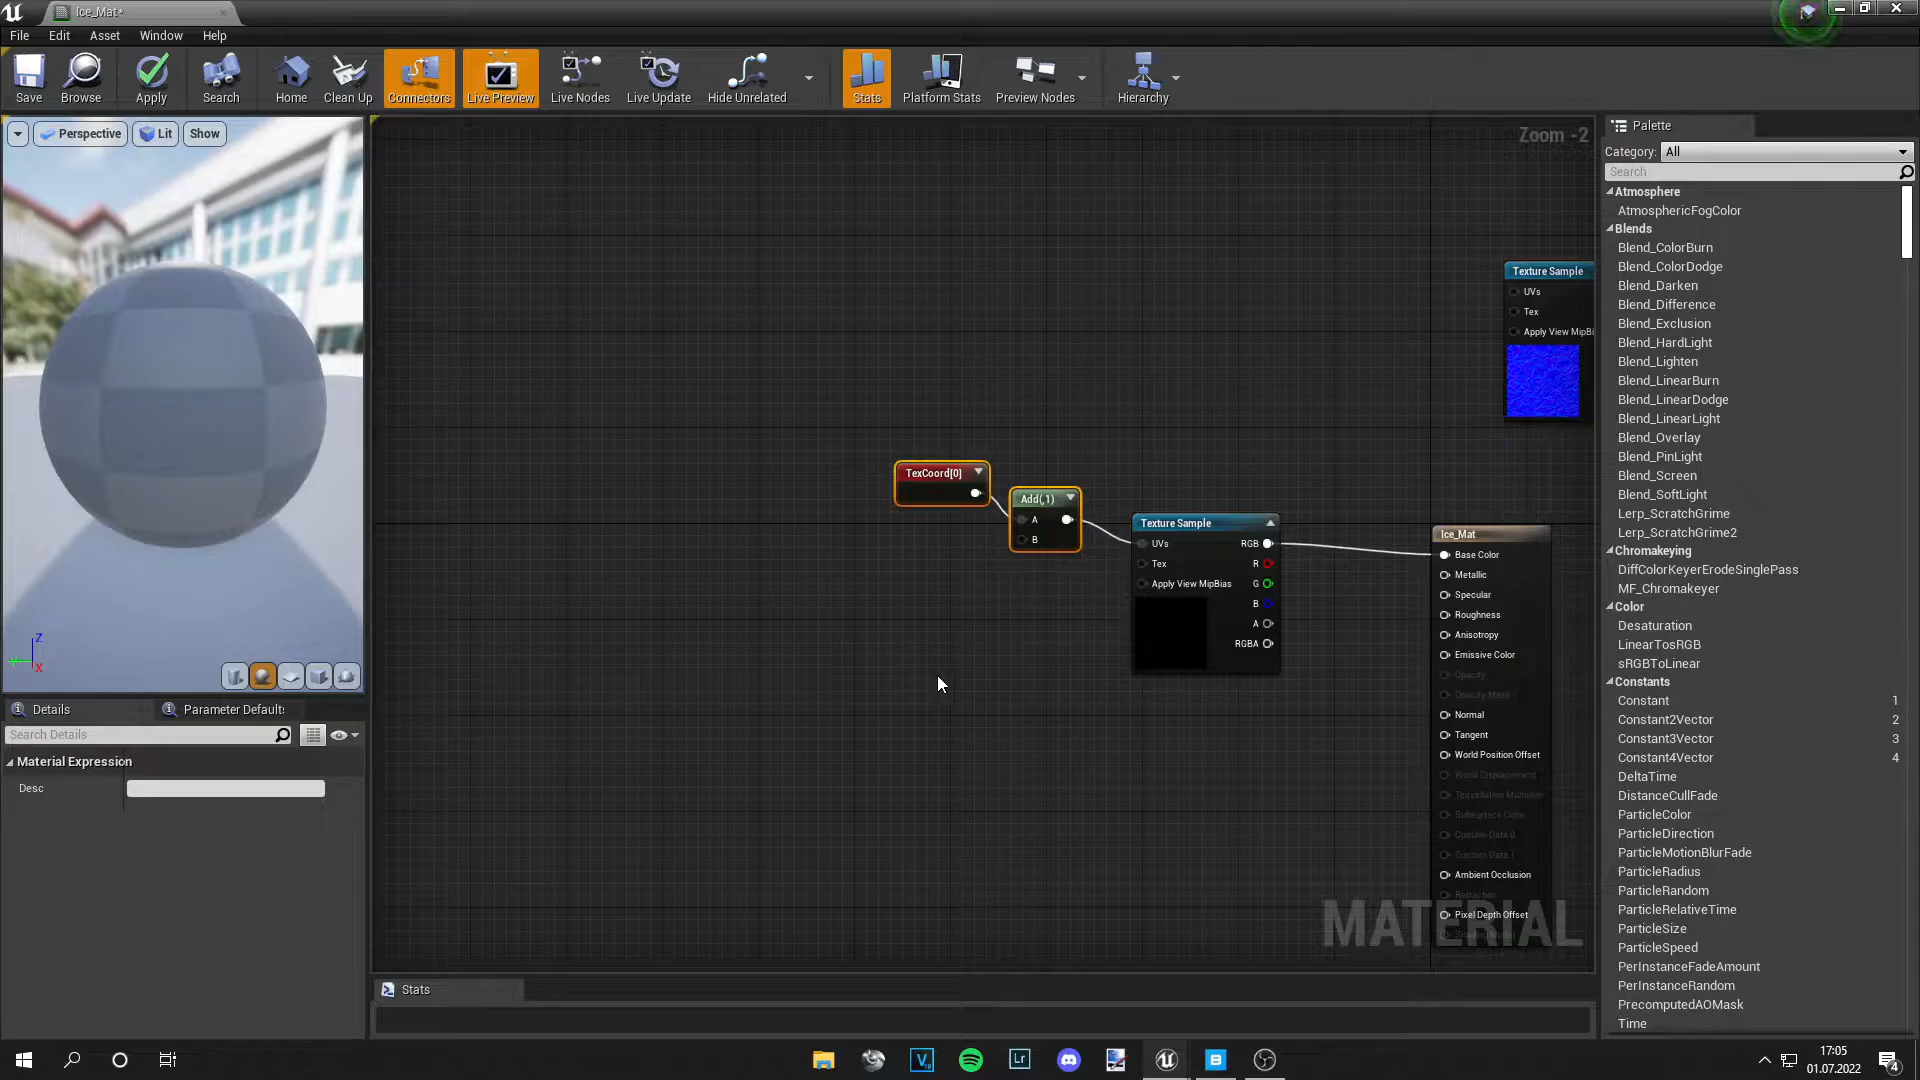 Ice_Mat*
File Edit Asset Window Help
Save Browse Apply Search Home Clean Up Connectors Live Preview Live Nodes Live Update Hide Unrelated Stats Platform Stats Preview Nodes Hierarchy
Perspective Lit Show
Zoom -2
Palette
Category: All
Search
Atmosphere
AtmosphericFogColor
Blends
Blend_ColorBurn
Blend_ColorDodge
Blend_Darken
Blend_Difference
Blend_Exclusion
Blend_HardLight
Blend_Lighten
Blend_LinearBurn
Blend_LinearDodge
Blend_LinearLight
Blend_Overlay
Blend_PinLight
Blend_Screen
Blend_SoftLight
Lerp_ScratchGrime
Lerp_ScratchGrime2
Chromakeying
DiffColorKeyerErodeSinglePass
MF_Chromakeyer
Color
Desaturation
LinearTosRGB
sRGBToLinear
Constants
Constant 1
Constant2Vector 2
Constant3Vector 3
Constant4Vector 4
DeltaTime
DistanceCullFade
ParticleColor
ParticleDirection
ParticleMotionBlurFade
ParticleRadius
ParticleRandom
ParticleRelativeTime
ParticleSize
ParticleSpeed
PerInstanceFadeAmount
PerInstanceRandom
PrecomputedAOMask
Time
Texture Sample
UVs
Tex
Apply View MipBi
TexCoord[0]
Add(,1)
A
B
Texture Sample
UVs RGB
Tex R
Apply View MipBias G
B
A
RGBA
Ice_Mat
Base Color
Metallic
Specular
Roughness
Anisotropy
Emissive Color
Opacity
Opacity Mask
Normal
Tangent
World Position Offset
World Displacement
Tessellation Multiplier
Subsurface Color
Custom Data 0
Custom Data 1
Ambient Occlusion
Refraction
Pixel Depth Offset
MATERIAL
Z
X
Details Parameter Default
Search Details
Material Expression
Desc
Stats
17:05
01.07.2022
4